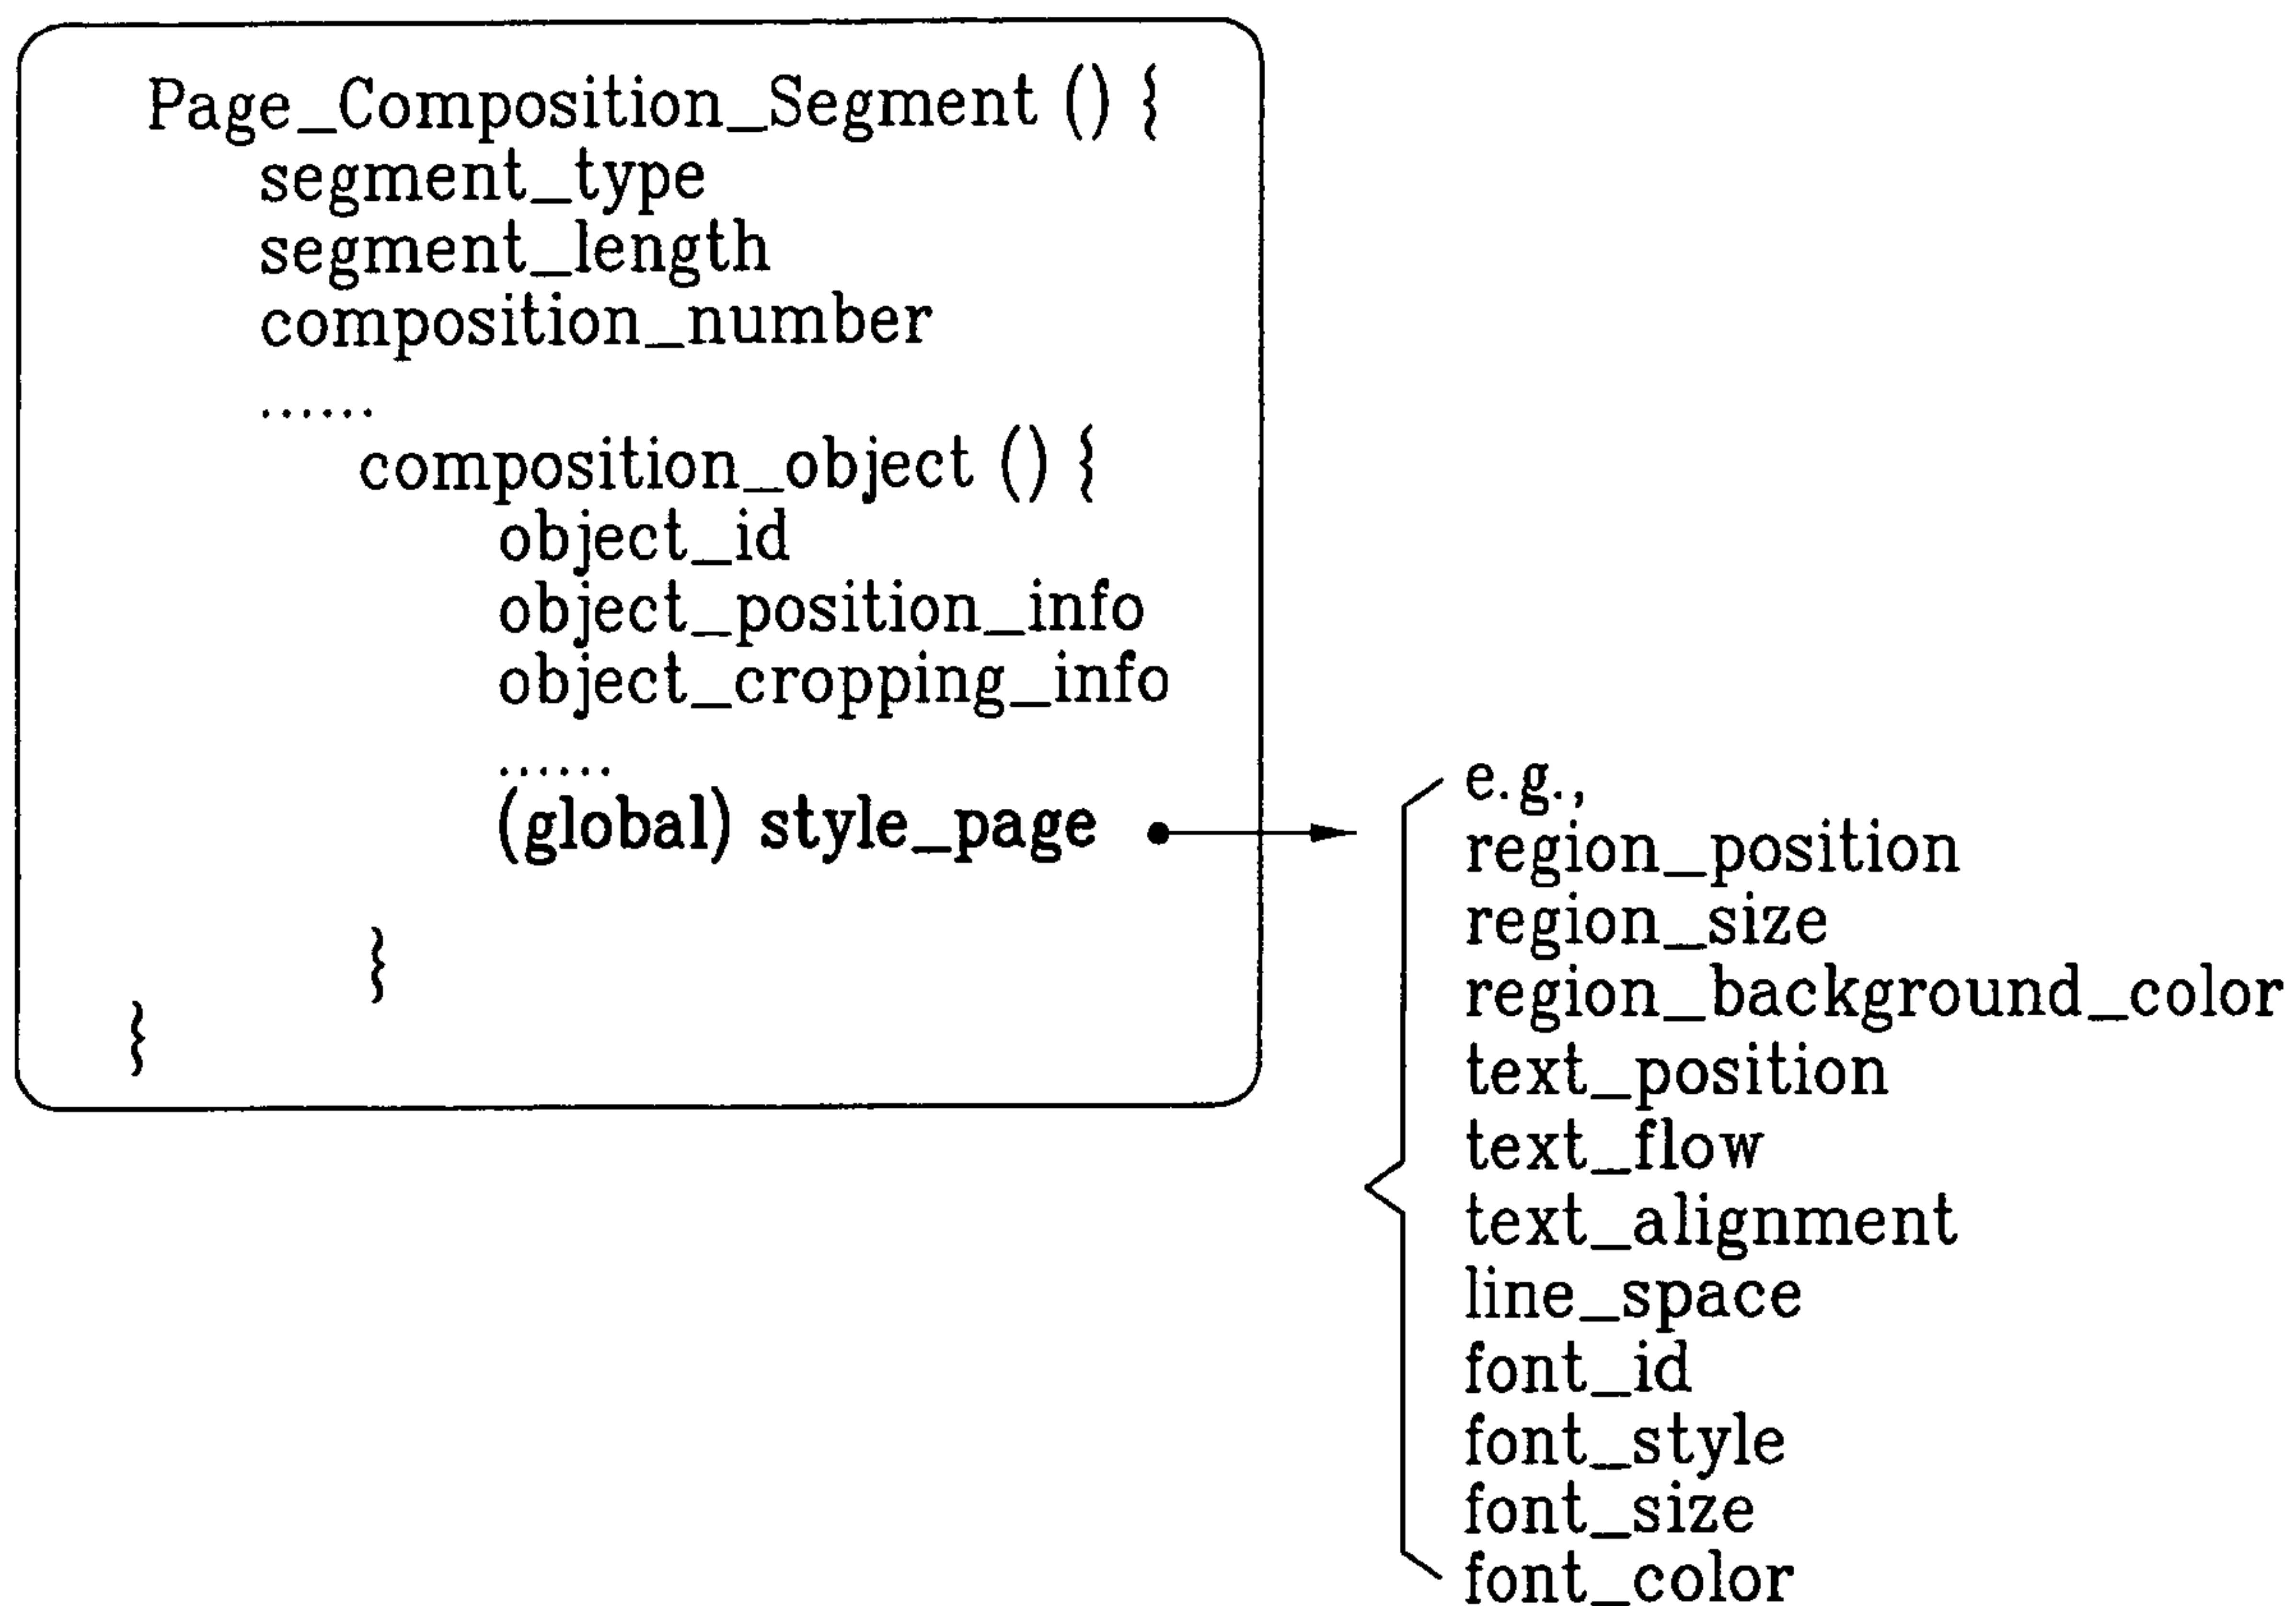 Page_Composition_Segment () {
segment_type
segment_length
composition_number
......
composition_object () {
object_id
object_position_info
object_cropping_info
......
(global) style_page
}
}
e.g.,
region_position
region_size
region_background_color
text_position
text_flow
text_alignment
line_space
font_id
font_style
font_size
font_color